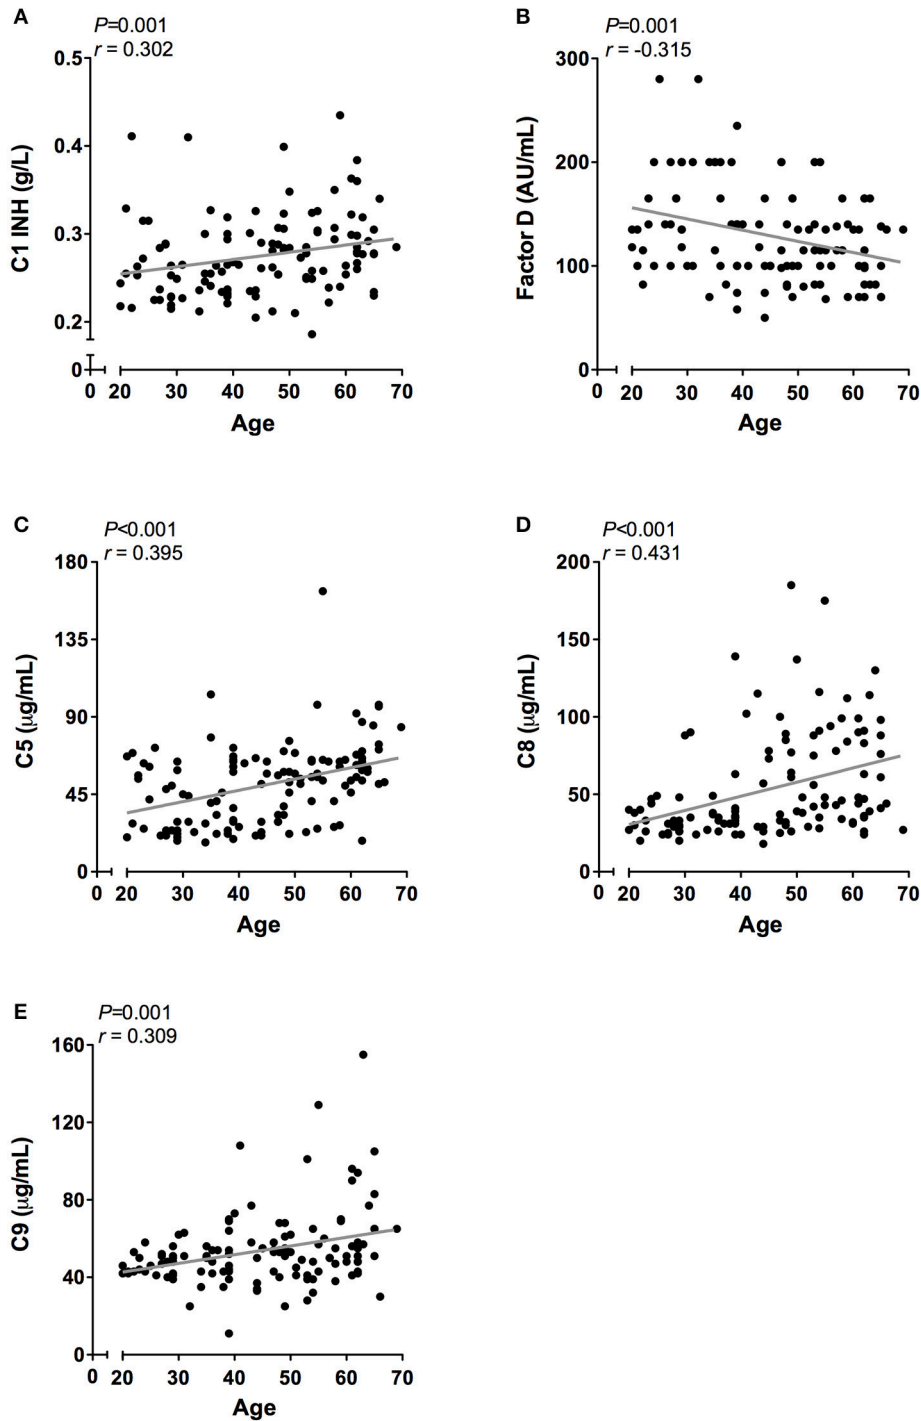 A
P=0.001
r = 0.302
0.5
0.4
0.3
0.2
0
C1 INH (g/L)
0 20 30 40 50 60 70
Age
B
P=0.001
r = -0.315
300
200
100
0
Factor D (AU/mL)
0 20 30 40 50 60 70
Age
C
P<0.001
r = 0.395
180
135
90
45
0
C5 (μg/mL)
0 20 30 40 50 60 70
Age
D
P<0.001
r = 0.431
200
150
100
50
0
C8 (μg/mL)
0 20 30 40 50 60 70
Age
E
P=0.001
r = 0.309
160
120
80
40
0
C9 (μg/mL)
0 20 30 40 50 60 70
Age